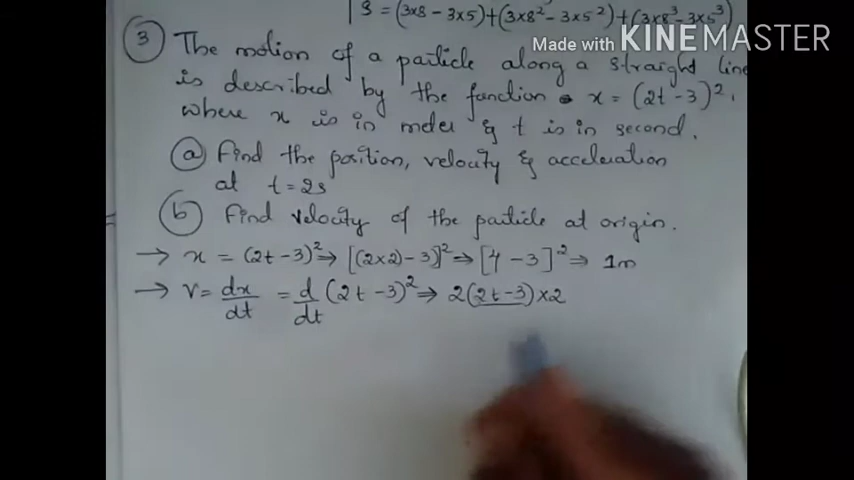 S = (3x8 - 3x5) + (3x8² - 3x5²) + (3x8³ - 3x5³)
Made with KINEMASTER
③ The motion of a particle along a straight line
is described by the function x = (2t - 3)².
where x is in meter & t is in second.
ⓐ Find the position, velocity & acceleration
at t = 2s
ⓑ Find velocity of the particle at origin.
→ x = (2t - 3)² ⇒ [(2x2) - 3]² ⇒ [4 - 3]² ⇒ 1m
→ V = dx/dt = d/dt (2t - 3)² ⇒ 2(2t - 3) x 2